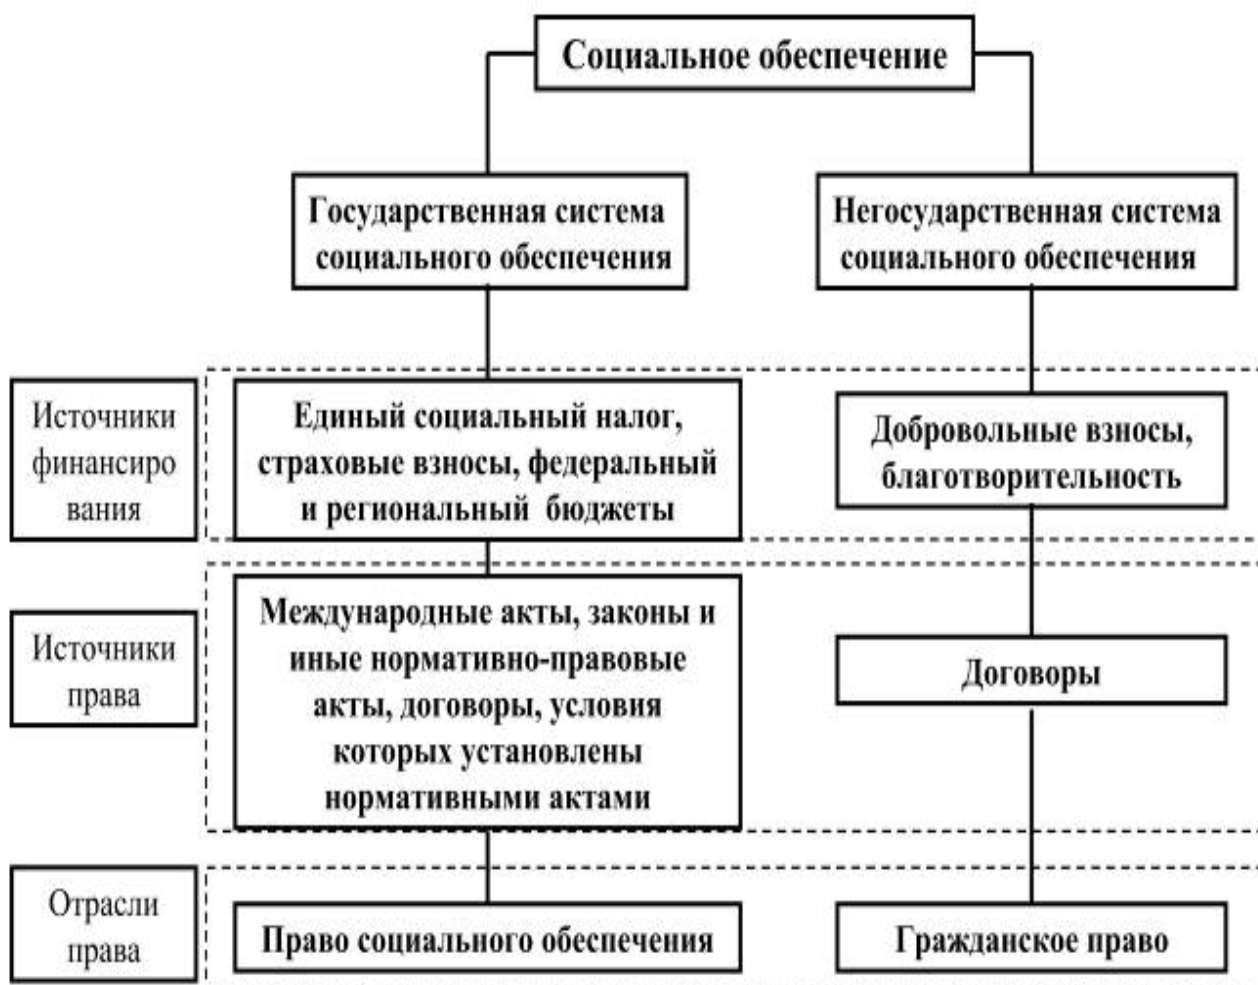 Социальное обеспечение
Государственная система
социального обеспечения
Негосударственная система
социального обеспечения
Источники
финансиро
вания
Единый социальный налог,
страховые взносы, федеральный
и региональный бюджеты
Добровольные взносы,
благотворительность
Источники
права
Международные акты, законы и
иные нормативно-правовые
акты, договоры, условия
которых установлены
нормативными актами
Договоры
Отрасли
права
Право социального обеспечения
Гражданское право